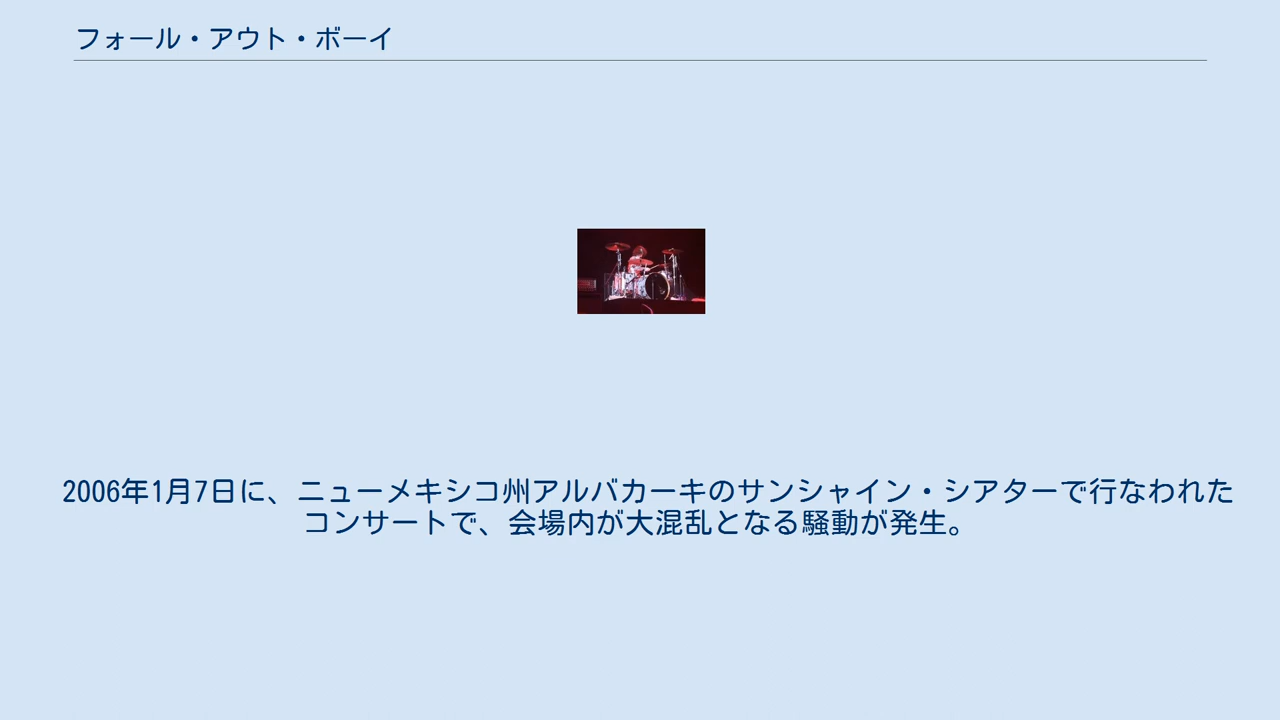 フォール・アウト・ボーイ
2006年1月7日に、ニューメキシコ州アルバカーキのサンシャイン・シアターで行なわれた
コンサートで、会場内が大混乱となる騒動が発生。